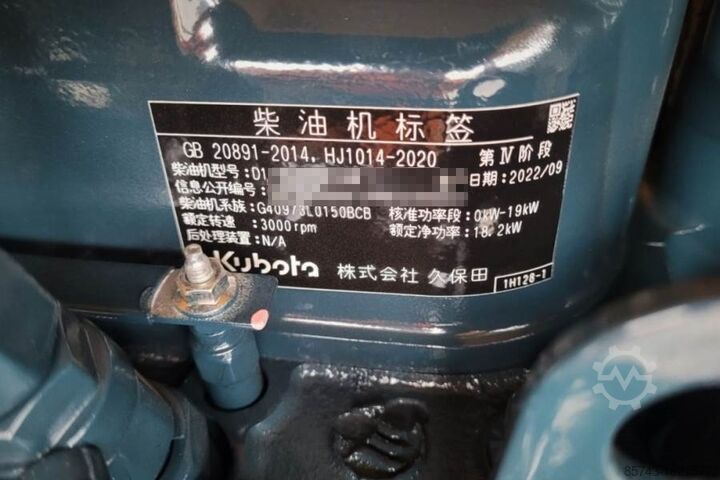 柴油机标签
GB 20891-2014, HJ1014-2020 第Ⅳ阶段
柴油机型号: D1 日期: 2022/09
信息公开编号:
柴油机系族: G40973L0150BCB 核准功率段: 0kW-19kW
额定转速: 3000rpm 额定净功率: 18.2kW
后处理装置: N/A
Kubota 株式会社 久保田
1H126-1